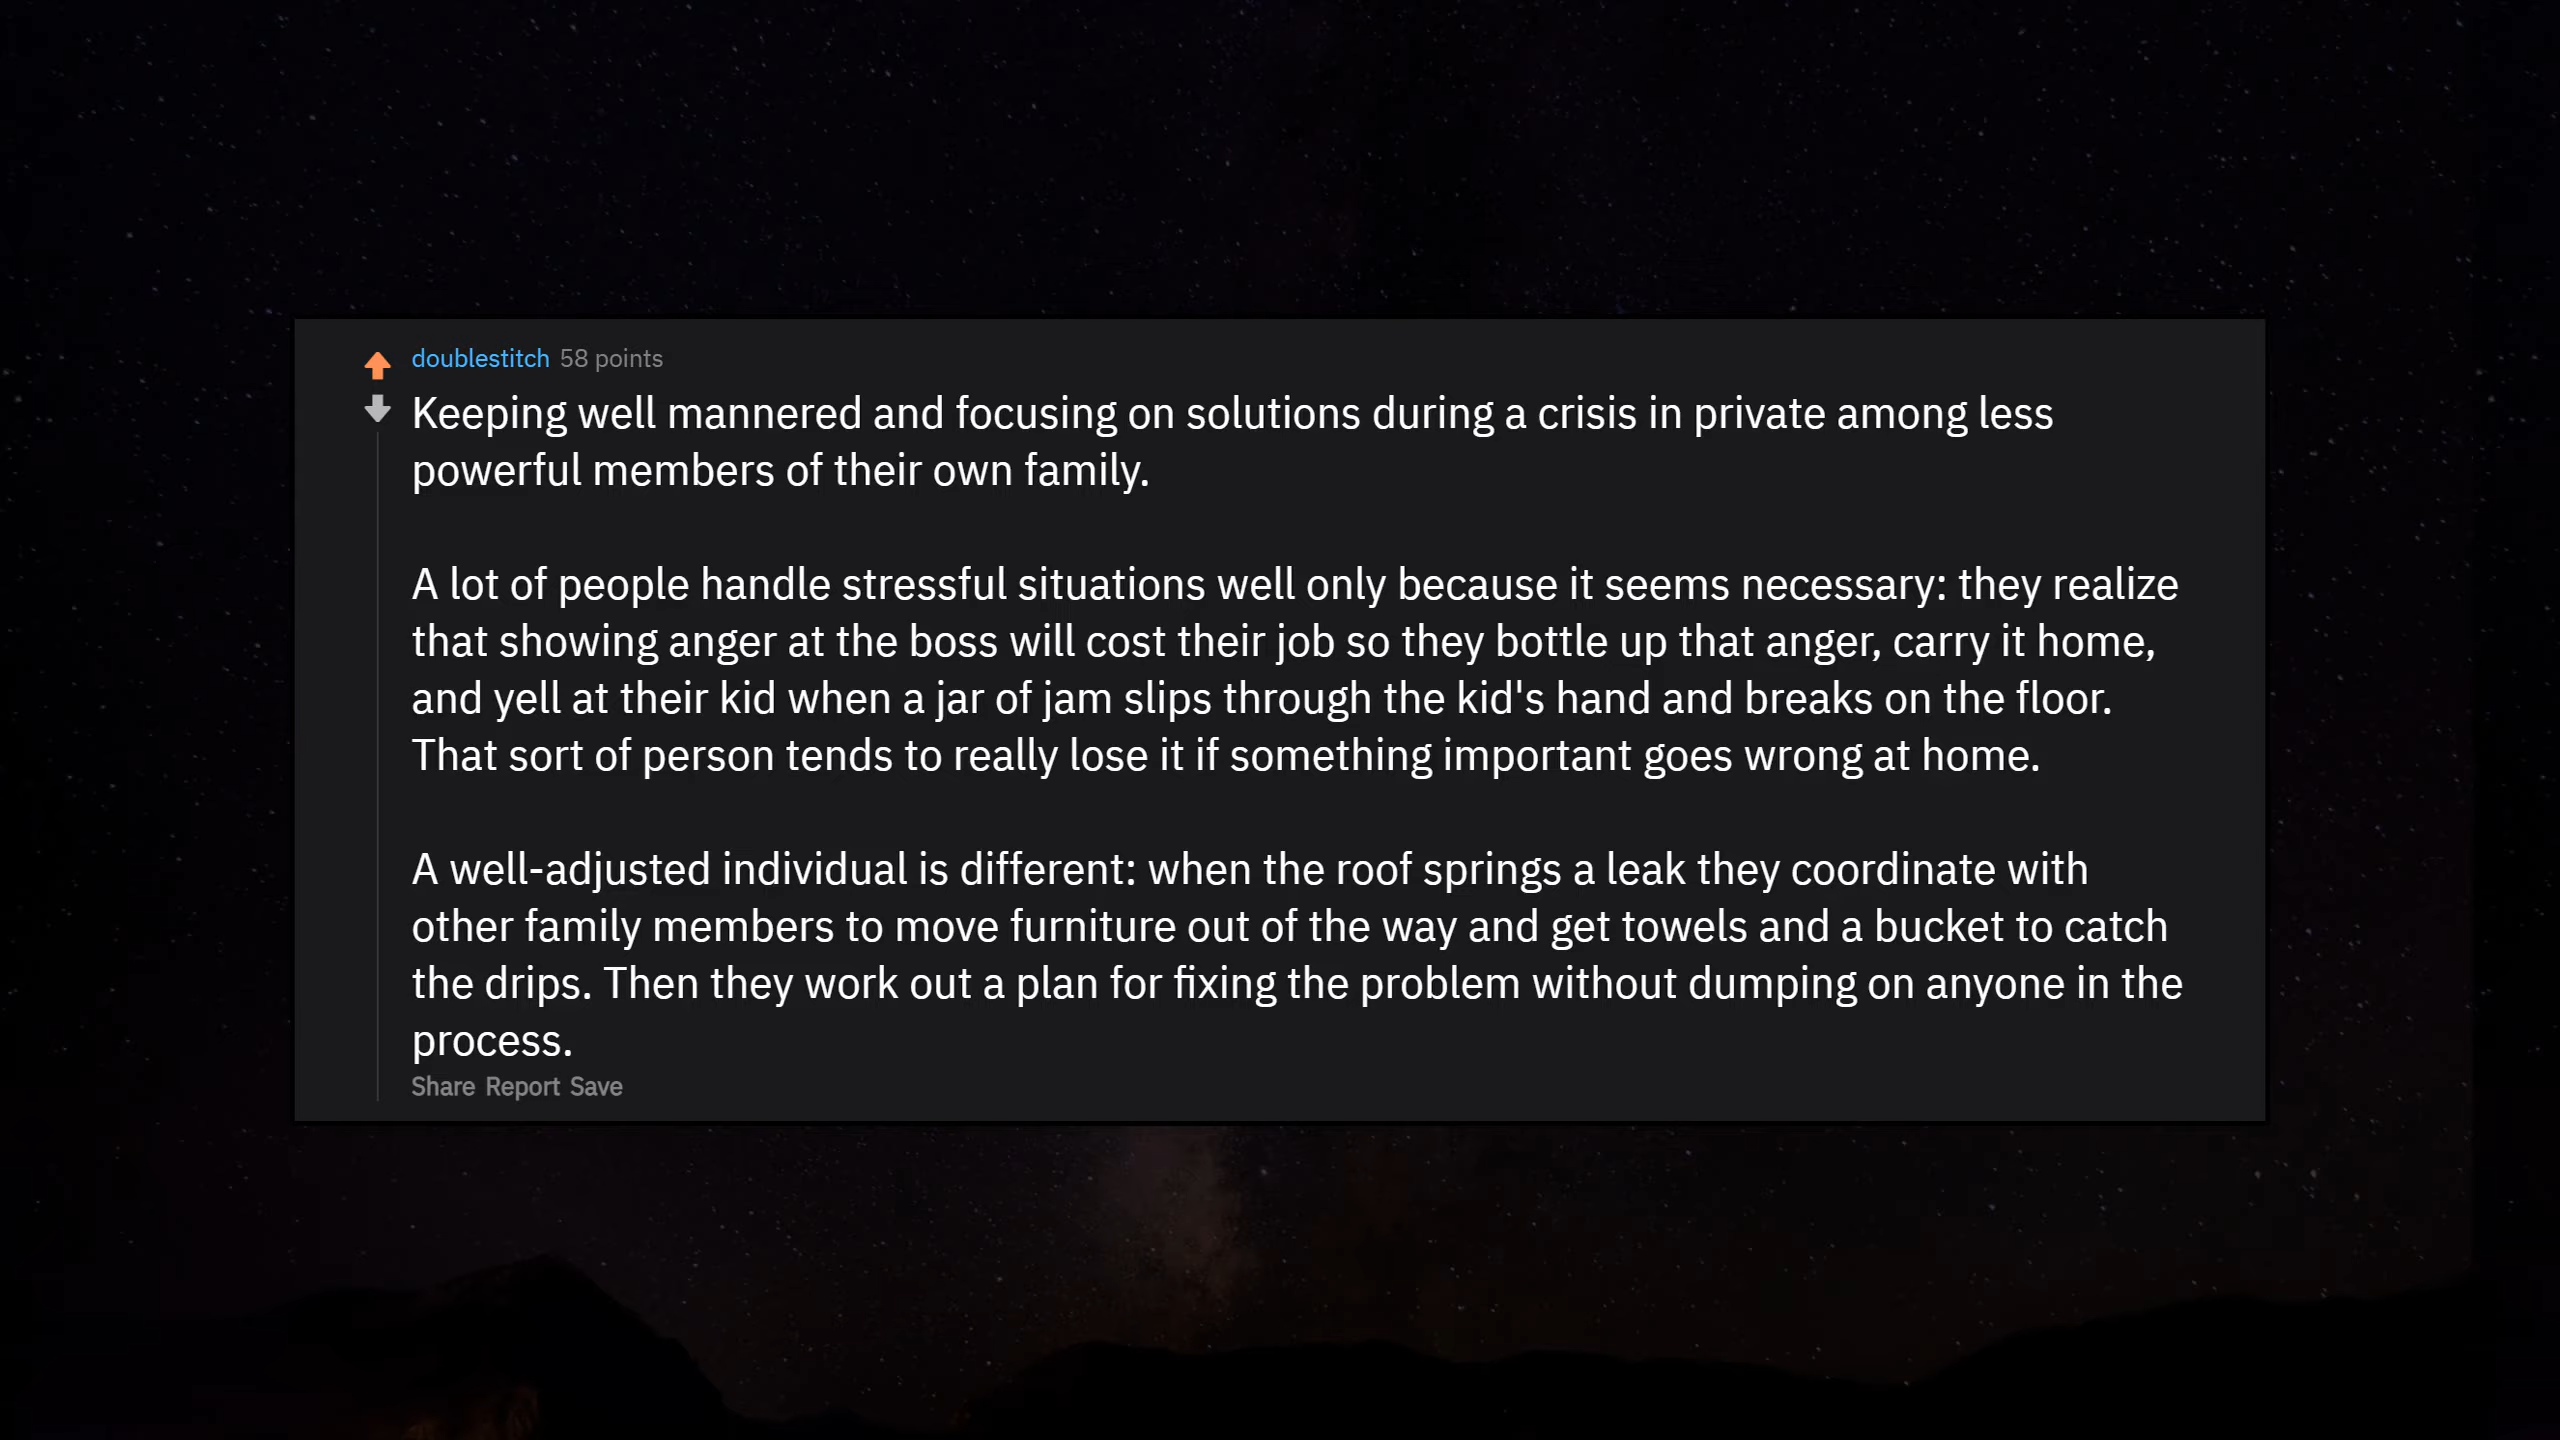 doublestitch 58 points
Keeping well mannered and focusing on solutions during a crisis in private among less
powerful members of their own family.
A lot of people handle stressful situations well only because it seems necessary: they realize
that showing anger at the boss will cost their job so they bottle up that anger, carry it home,
and yell at their kid when a jar of jam slips through the kid's hand and breaks on the floor.
That sort of person tends to really lose it if something important goes wrong at home.
A well-adjusted individual is different: when the roof springs a leak they coordinate with
other family members to move furniture out of the way and get towels and a bucket to catch
the drips. Then they work out a plan for fixing the problem without dumping on anyone in the
process.
Share Report Save